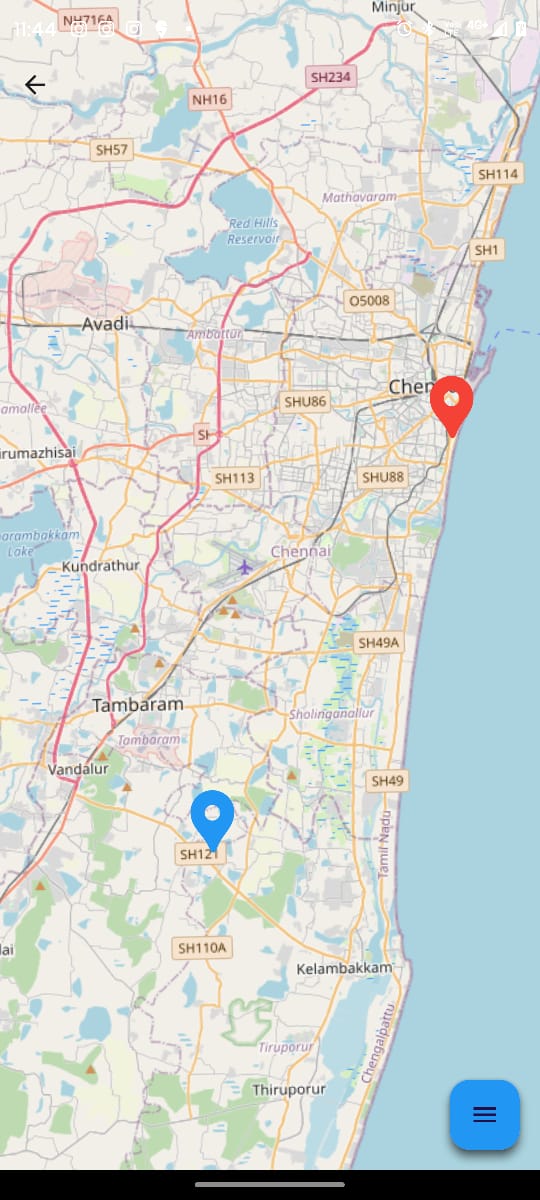 Minjur
11:44
NH716A
4G+
SH234
NH16
SH57
SH114
Mathavaram
Red Hills
Reservoir
SH1
O5008
Avadi
Ambattur
Chen
SHU86
amallee
SH
irumazhisai
SH113
SHU88
barambakkam
Lake
Chennai
Kundrathur
SH49A
Tambaram
Sholinganallur
Tambaram
Vandalur
SH49
Tamil Nadu
SH121
SH110A
lai
Kelambakkam
Chengalpattu
Tiruporur
Thiruporur